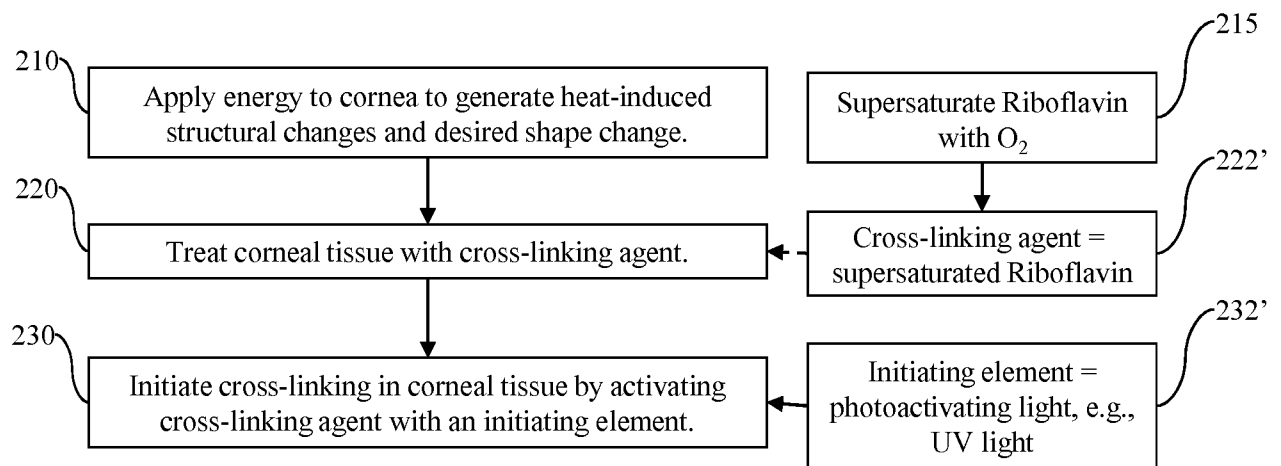 210
Apply energy to cornea to generate heat-induced
structural changes and desired shape change.
215
Supersaturate Riboflavin
with O₂
220
Treat corneal tissue with cross-linking agent.
222’
Cross-linking agent =
supersaturated Riboflavin
230
Initiate cross-linking in corneal tissue by activating
cross-linking agent with an initiating element.
232’
Initiating element =
photoactivating light, e.g.,
UV light